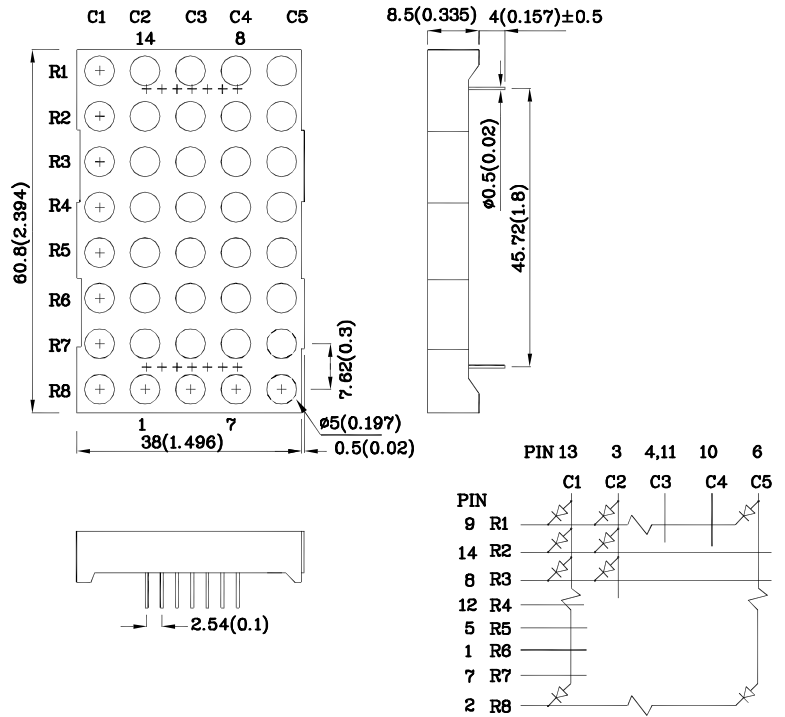 C1 C2 C3 C4 C5
14 8
R1
R2
R3
R4
R5
R6
R7
R8
60.8(2.394)
7.62(0.3)
1 7
ø5(0.197)
38(1.496)
0.5(0.02)
8.5(0.335) 4(0.157)±0.5
ø0.5(0.02)
45.72(1.8)
2.54(0.1)
PIN 13 3 4,11 10 6
C1 C2 C3 C4 C5
PIN
9 R1
14 R2
8 R3
12 R4
5 R5
1 R6
7 R7
2 R8